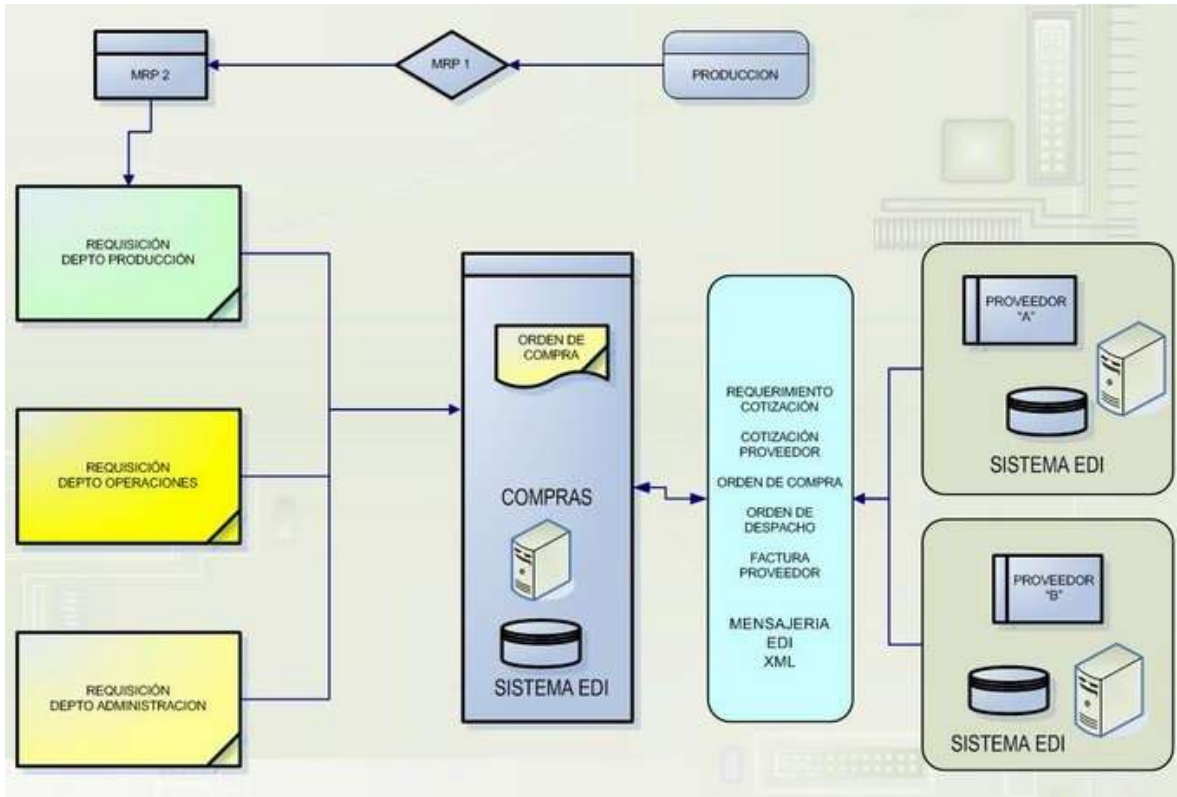 MRP 2
MRP 1
PRODUCCION
REQUISICIÓN
DEPTO PRODUCCIÓN
REQUISICIÓN
DEPTO OPERACIONES
REQUISICIÓN
DEPTO ADMINISTRACION
ORDEN DE
COMPRA
COMPRAS
SISTEMA EDI
REQUERIMIENTO
COTIZACIÓN
COTIZACIÓN
PROVEEDOR
ORDEN DE COMPRA
ORDEN DE
DESPACHO
FACTURA
PROVEEDOR
MENSAJERIA
EDI
XML
PROVEEDOR
"A"
SISTEMA EDI
PROVEEDOR
"B"
SISTEMA EDI